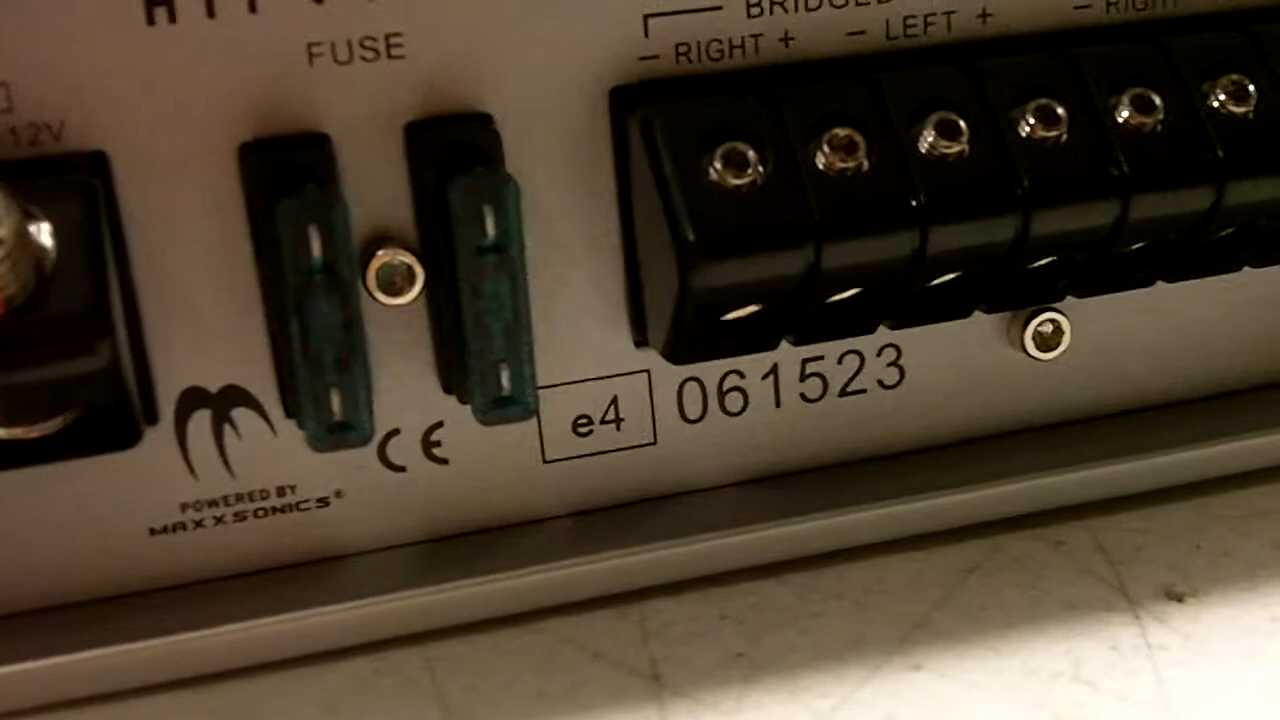 FUSE
BRIDGED
− RIGHT + − LEFT + − RIGHT
12V
e4 061523
CE
POWERED BY
MAXXSONICS®